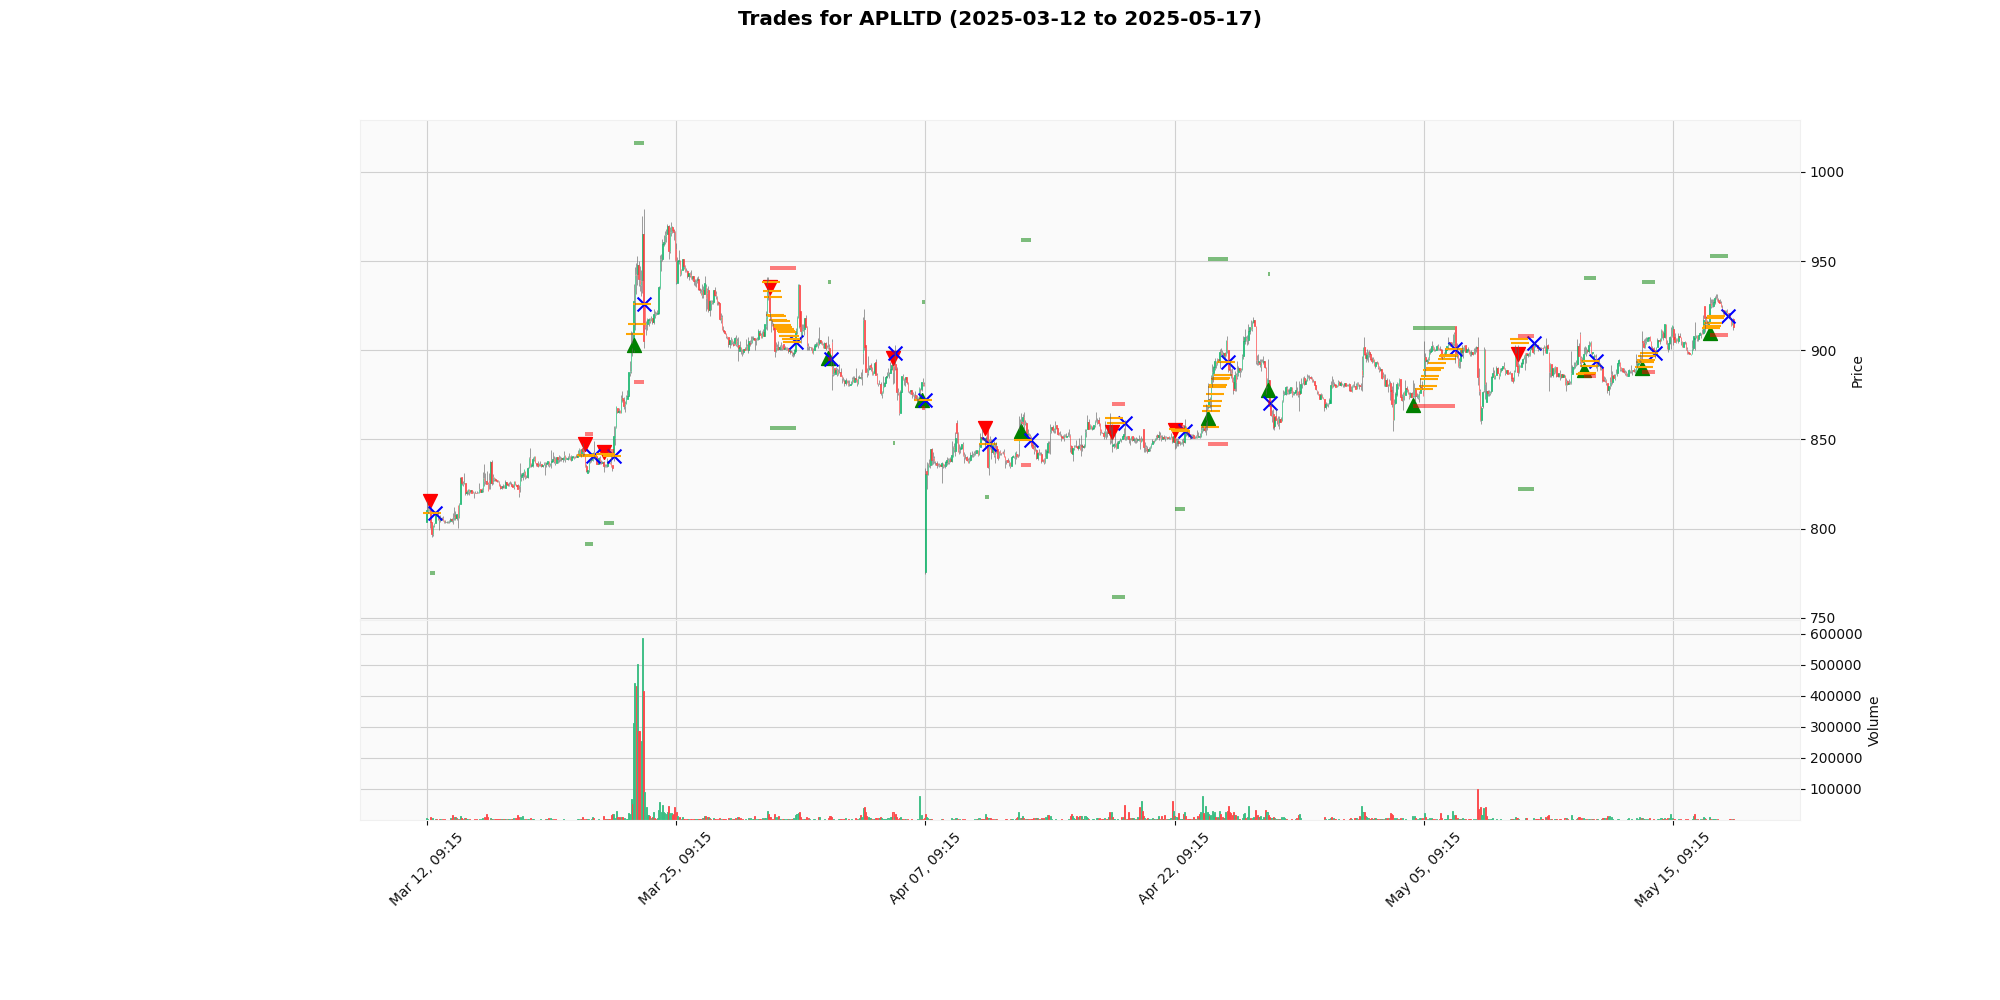 Trades for APLLTD (2025-03-12 to 2025-05-17)
1000
950
900
850
800
750
Price
600000
500000
400000
300000
200000
100000
Volume
Mar 12, 09:15
Mar 25, 09:15
Apr 07, 09:15
Apr 22, 09:15
May 05, 09:15
May 15, 09:15